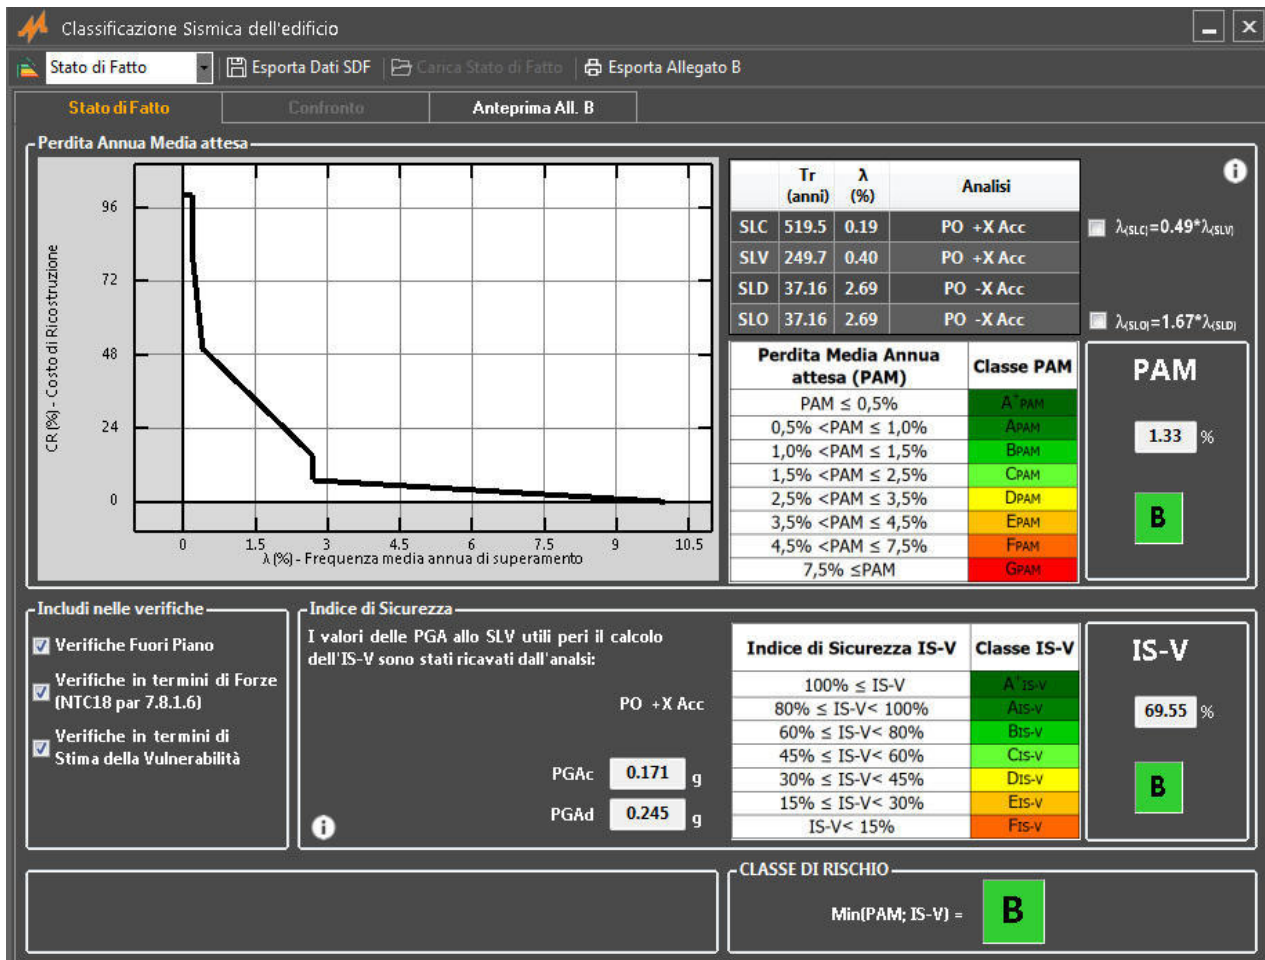 Classificazione Sismica dell'edificio
Stato di Fatto
Esporta Dati SDF
Carica Stato di Fatto
Esporta Allegato B
Stato di Fatto
Confronto
Anteprima All. B
Perdita Annua Media attesa
CR (%) - Costo di Ricostruzione
96
72
48
24
0
0 1.5 3 4.5 6 7.5 9 10.5
λ (%) - Frequenza media annua di superamento
Tr (anni) λ (%) Analisi
SLC 519.5 0.19 PO +X Acc
SLV 249.7 0.40 PO +X Acc
SLD 37.16 2.69 PO -X Acc
SLO 37.16 2.69 PO -X Acc
λ(SLC)=0.49*λ(SLV)
λ(SLO)=1.67*λ(SLD)
Perdita Media Annua attesa (PAM) Classe PAM
PAM ≤ 0,5% A+PAM
0,5% <PAM ≤ 1,0% APAM
1,0% <PAM ≤ 1,5% BPAM
1,5% <PAM ≤ 2,5% CPAM
2,5% <PAM ≤ 3,5% DPAM
3,5% <PAM ≤ 4,5% EPAM
4,5% <PAM ≤ 7,5% FPAM
7,5% ≤PAM GPAM
PAM
1.33 %
B
Includi nelle verifiche
Verifiche Fuori Piano
Verifiche in termini di Forze
(NTC18 par 7.8.1.6)
Verifiche in termini di
Stima della Vulnerabilità
Indice di Sicurezza
I valori delle PGA allo SLV utili peri il calcolo
dell'IS-V sono stati ricavati dall'analsi:
PO +X Acc
PGAc 0.171 g
PGAd 0.245 g
Indice di Sicurezza IS-V Classe IS-V
100% ≤ IS-V A+IS-V
80% ≤ IS-V< 100% AIS-V
60% ≤ IS-V< 80% BIS-V
45% ≤ IS-V< 60% CIS-V
30% ≤ IS-V< 45% DIS-V
15% ≤ IS-V< 30% EIS-V
IS-V< 15% FIS-V
IS-V
69.55 %
B
CLASSE DI RISCHIO
Min(PAM; IS-V) = B